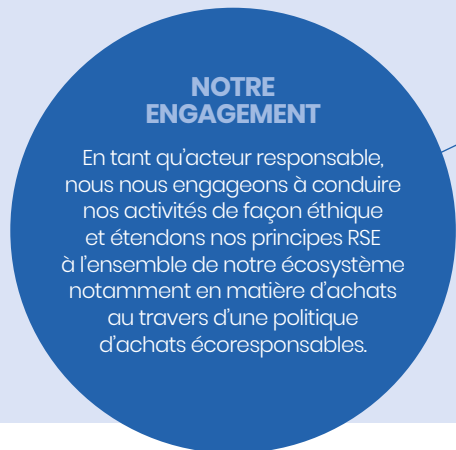 NOTRE
ENGAGEMENT
En tant qu’acteur responsable,
nous nous engageons à conduire
nos activités de façon éthique
et étendons nos principes RSE
à l’ensemble de notre écosystème
notamment en matière d’achats
au travers d’une politique
d’achats écoresponsables.